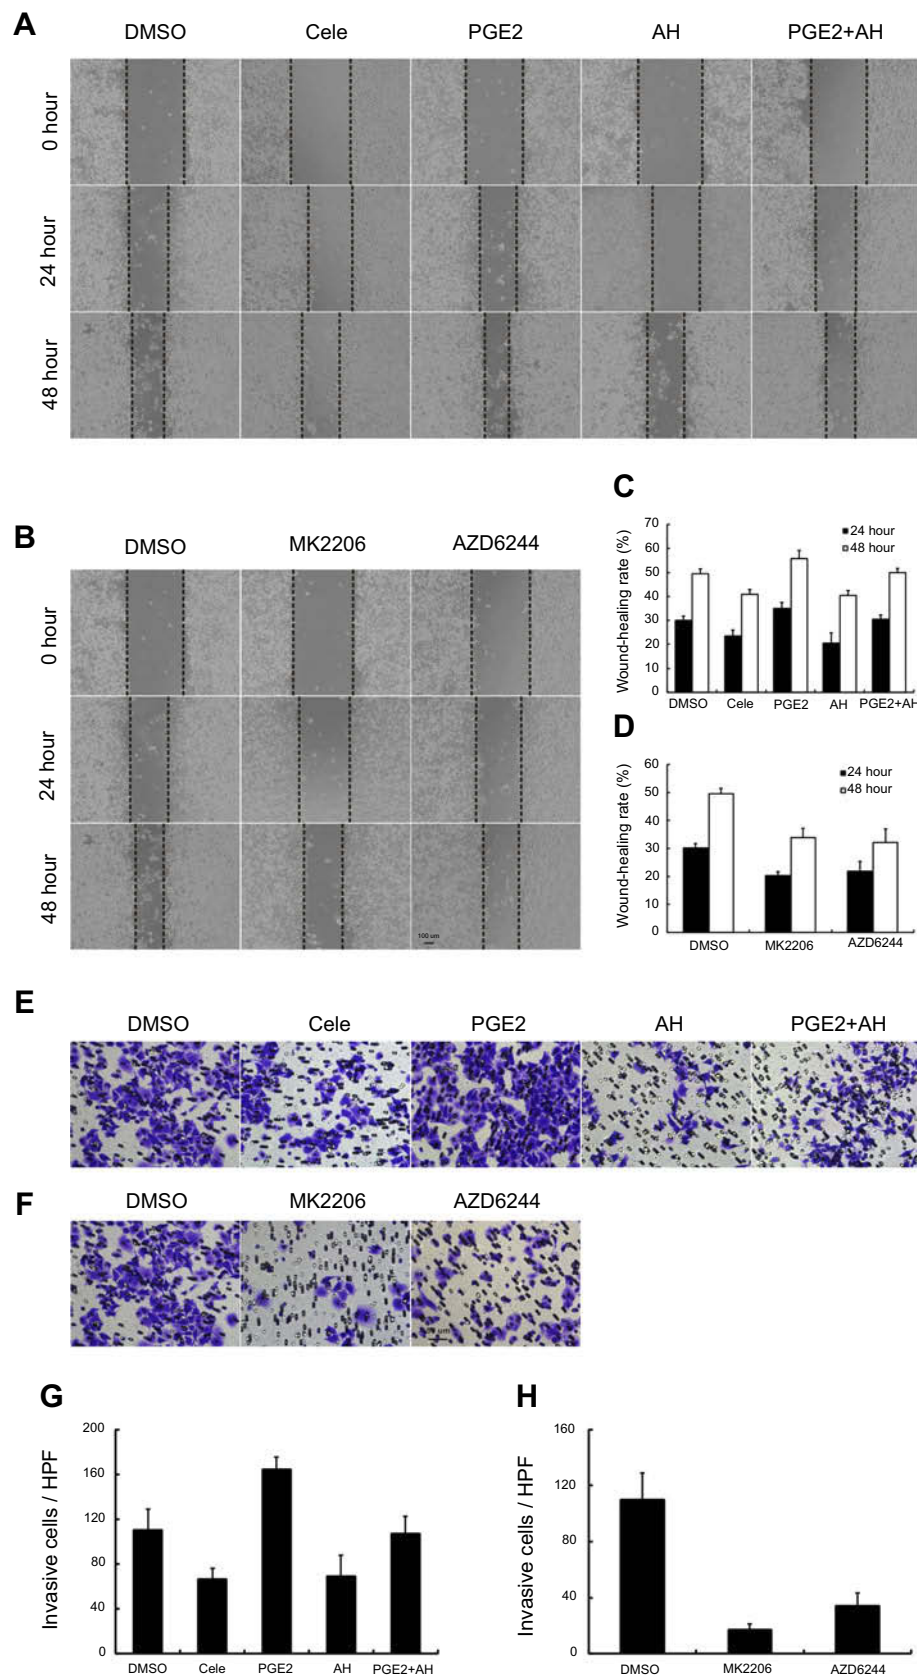 A
DMSO Cele PGE2 AH PGE2+AH
0 hour
24 hour
48 hour
B
DMSO MK2206 AZD6244
0 hour
24 hour
48 hour
100 um
C
Wound-healing rate (%)
70
60
50
40
30
20
10
0
24 hour
48 hour
DMSO Cele PGE2 AH PGE2+AH
D
Wound-healing rate (%)
60
50
40
30
20
10
0
24 hour
48 hour
DMSO MK2206 AZD6244
E
DMSO Cele PGE2 AH PGE2+AH
F
DMSO MK2206 AZD6244
um
G
Invasive cells / HPF
200
160
120
80
40
0
DMSO Cele PGE2 AH PGE2+AH
H
Invasive cells / HPF
160
120
80
40
0
DMSO MK2206 AZD6244